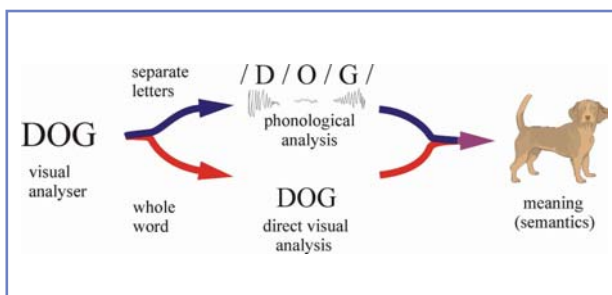 separate
letters
/ D / O / G /
phonological
analysis
DOG
visual
analyser
whole
word
DOG
direct visual
analysis
meaning
(semantics)